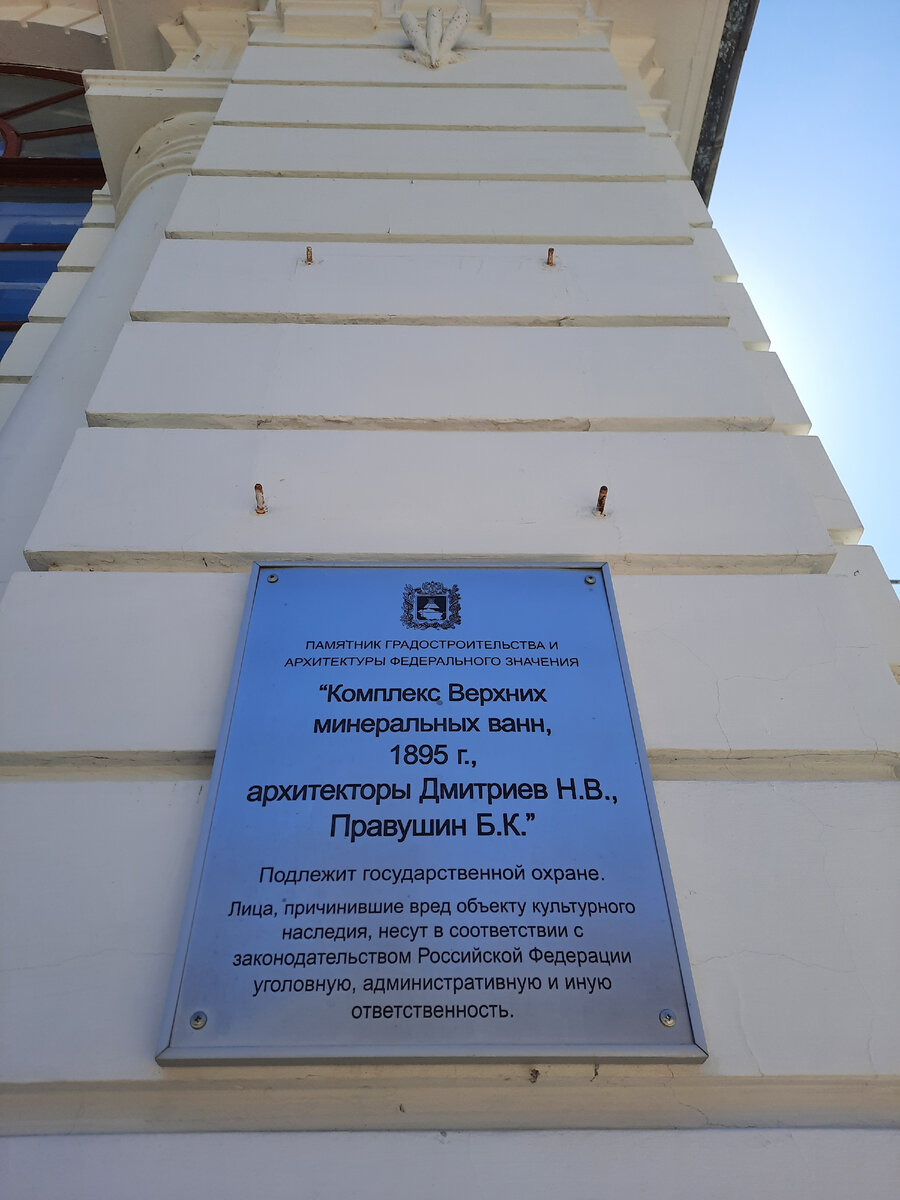 ПАМЯТНИК ГРАДОСТРОИТЕЛЬСТВА И
АРХИТЕКТУРЫ ФЕДЕРАЛЬНОГО ЗНАЧЕНИЯ
“Комплекс Верхних
минеральных ванн,
1895 г.,
архитекторы Дмитриев Н.В.,
Правушин Б.К.”
Подлежит государственной охране.
Лица, причинившие вред объекту культурного
наследия, несут в соответствии с
законодательством Российской Федерации
уголовную, административную и иную
ответственность.